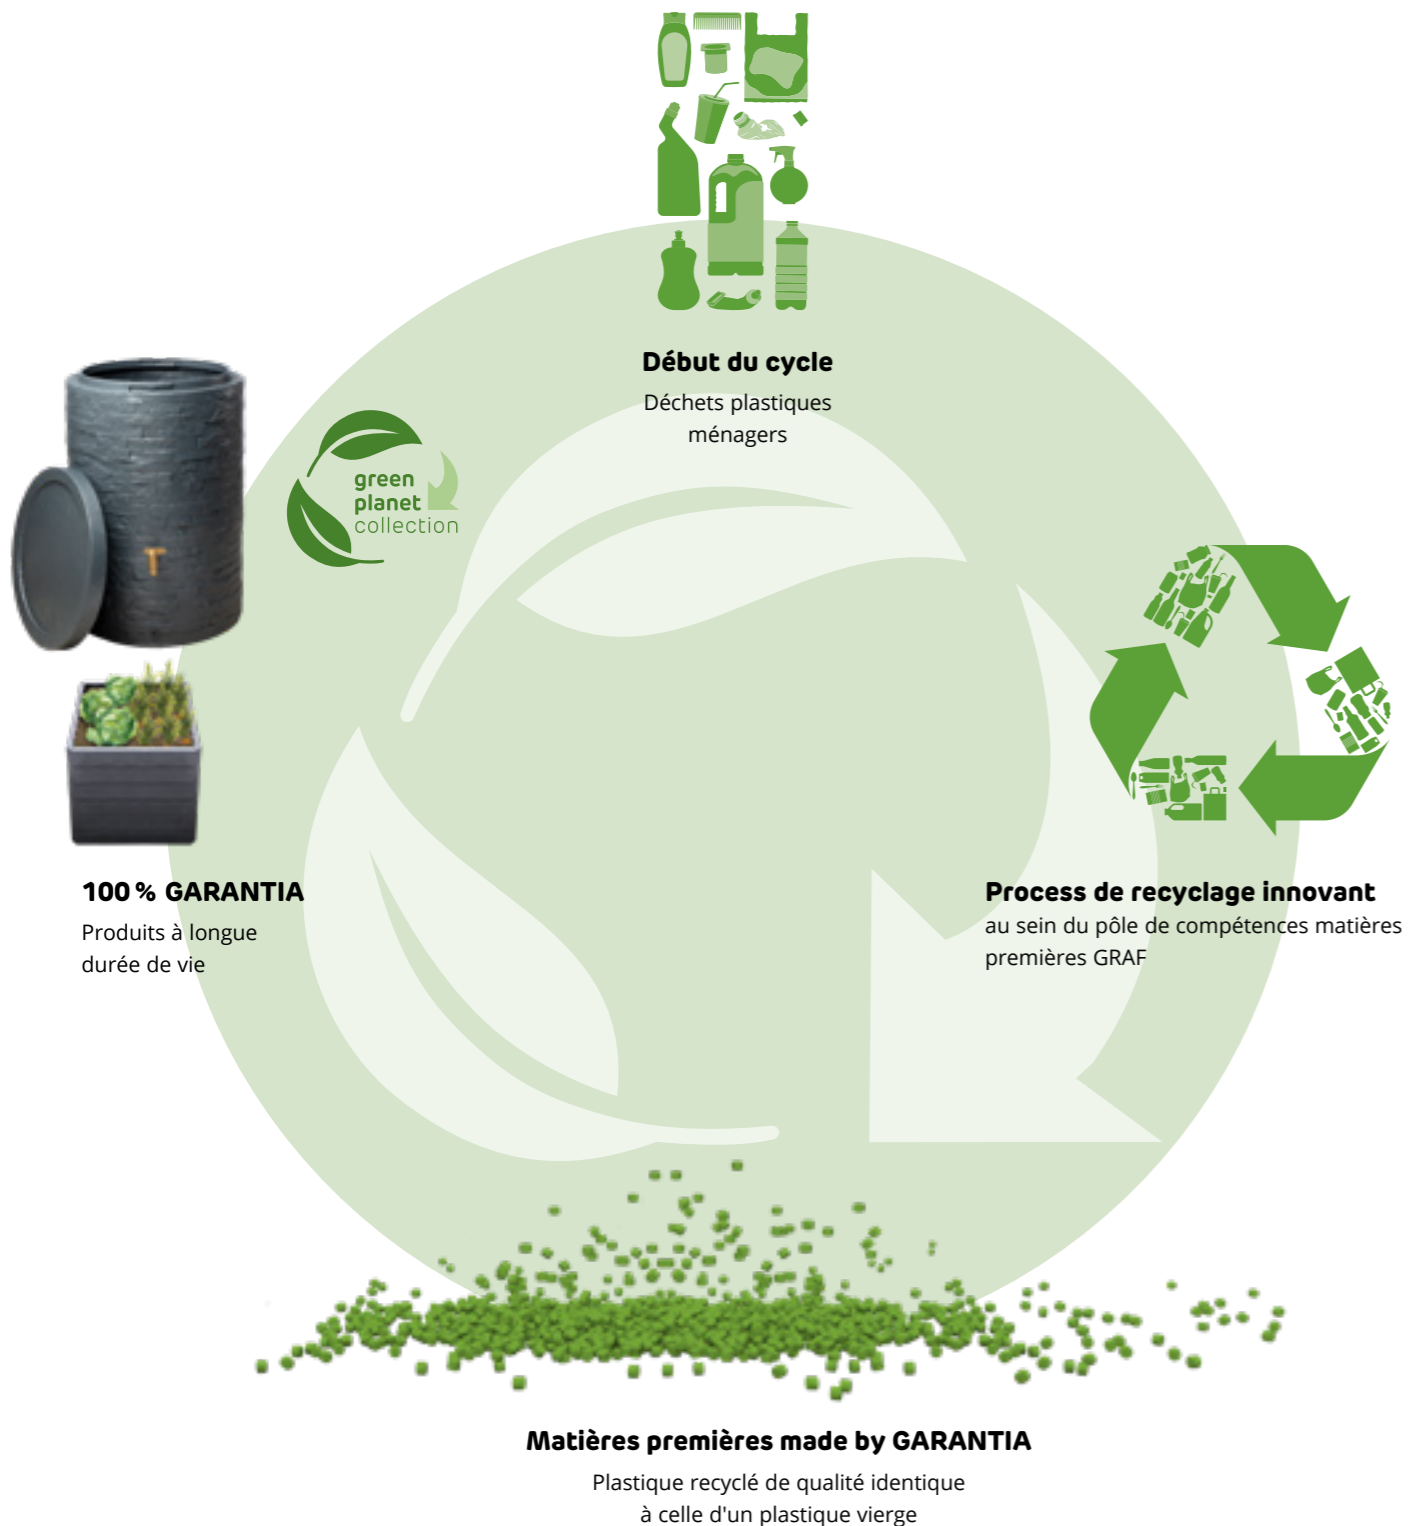 Début du cycle
Déchets plastiques
ménagers
green
planet
collection
Process de recyclage innovant
au sein du pôle de compétences matières
premières GRAF
Matières premières made by GARANTIA
Plastique recyclé de qualité identique
à celle d'un plastique vierge
100 % GARANTIA
Produits à longue
durée de vie